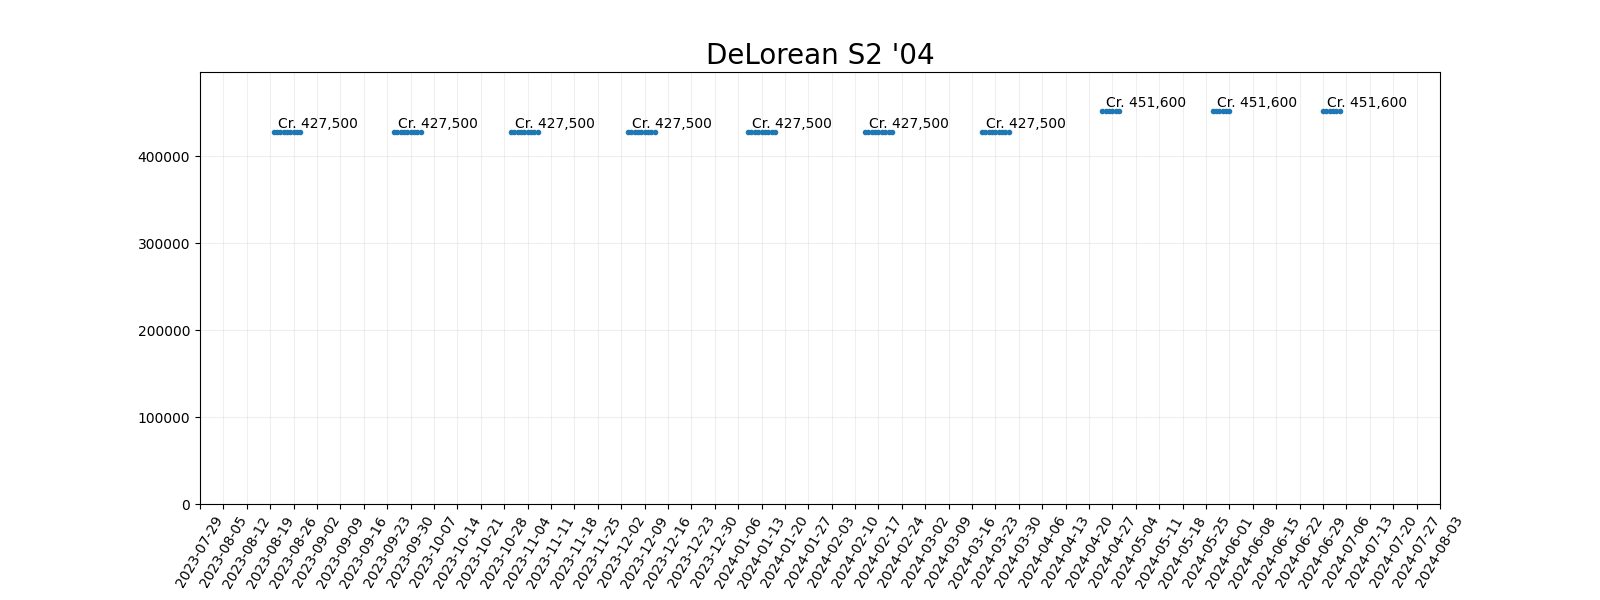 DeLorean S2 '04
Cr. 451,600 Cr. 451,600 Cr. 451,600
Cr. 427,500 Cr. 427,500 Cr. 427,500 Cr. 427,500 Cr. 427,500 Cr. 427,500 Cr. 427,500
400000
300000
200000
100000
0
2023-07-29 2023-08-05 2023-08-12 2023-08-19 2023-08-26 2023-09-02 2023-09-09 2023-09-16 2023-09-23 2023-09-30 2023-10-07 2023-10-14 2023-10-21 2023-10-28 2023-11-04 2023-11-11 2023-11-18 2023-11-25 2023-12-02 2023-12-09 2023-12-16 2023-12-23 2023-12-30 2024-01-06 2024-01-13 2024-01-20 2024-01-27 2024-02-03 2024-02-10 2024-02-17 2024-02-24 2024-03-02 2024-03-09 2024-03-16 2024-03-23 2024-03-30 2024-04-06 2024-04-13 2024-04-20 2024-04-27 2024-05-04 2024-05-11 2024-05-18 2024-05-25 2024-06-01 2024-06-08 2024-06-15 2024-06-22 2024-06-29 2024-07-06 2024-07-13 2024-07-20 2024-07-27 2024-08-03